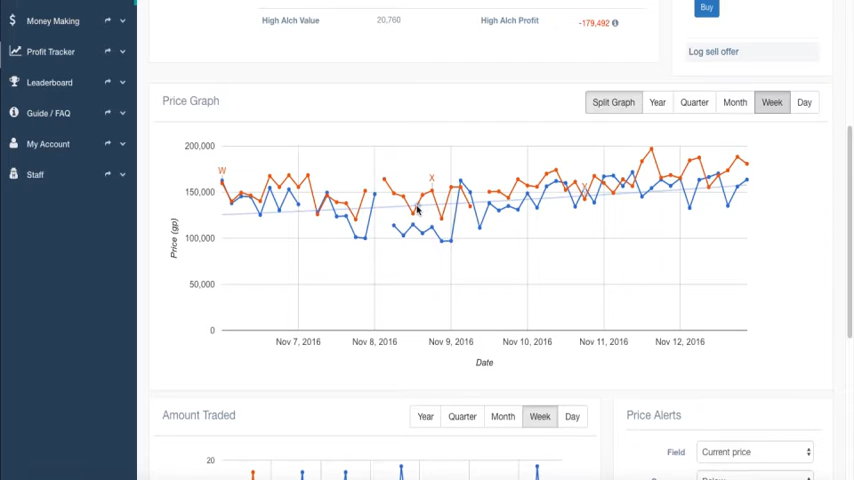 Money Making
High Alch Value 20,760 High Alch Profit -179,492
Buy
Profit Tracker
Log sell offer
Leaderboard
Price Graph
Split Graph Year Quarter Month Week Day
Guide / FAQ
My Account
Staff
200,000
150,000
100,000
50,000
0
Price (gp)
W
X
X
Nov 7, 2016 Nov 8, 2016 Nov 9, 2016 Nov 10, 2016 Nov 11, 2016 Nov 12, 2016
Date
Amount Traded
Year Quarter Month Week Day
Price Alerts
Field Current price
20